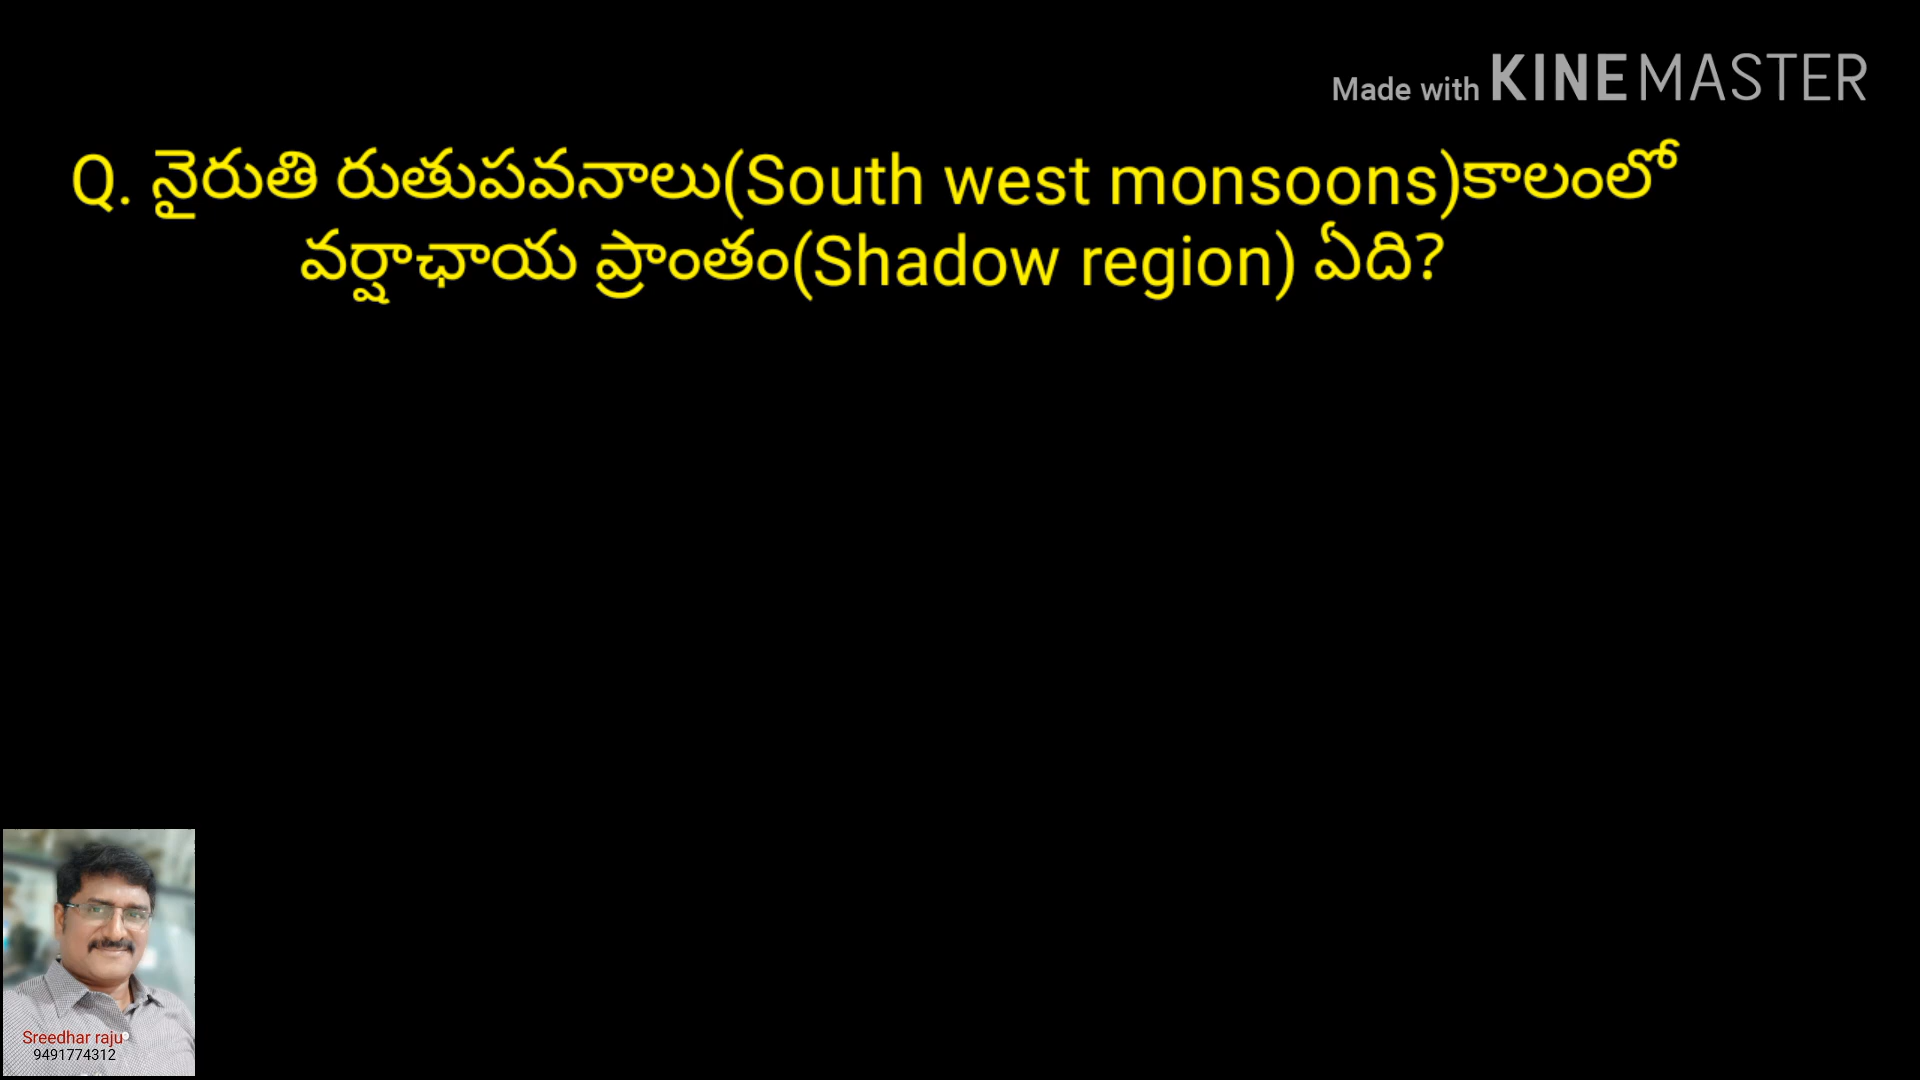 Made with KINEMASTER
Q. నైరుతి రుతుపవనాలు(South west monsoons)కాలంలో
వర్షాఛాయ ప్రాంతం(Shadow region) ఏది?
Sreedhar raju
9491774312